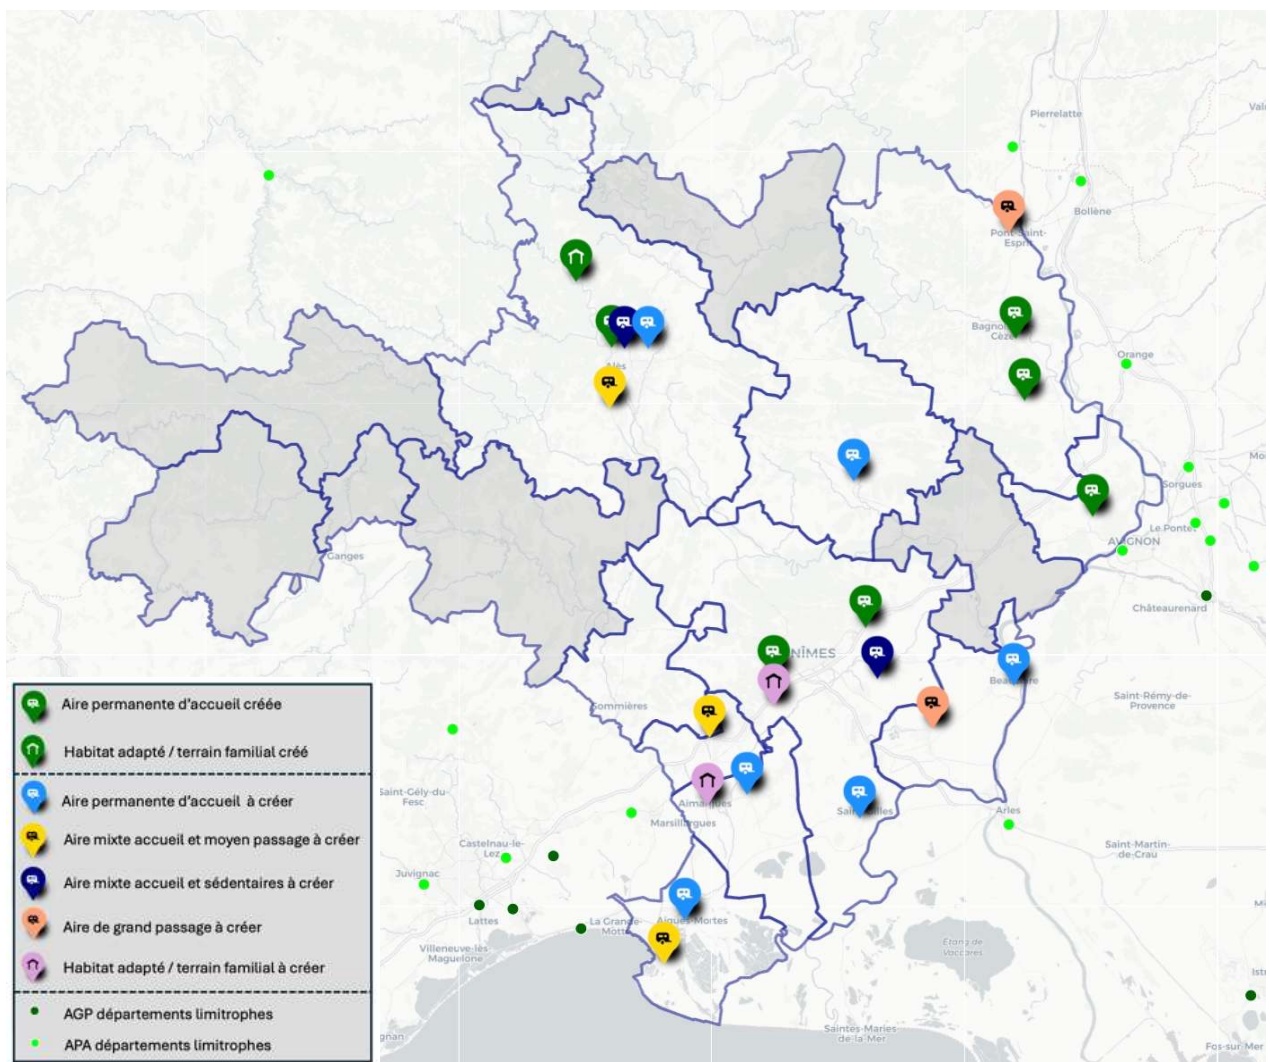 Pierrelatte
Bollène
Pont-Saint-
Esprit
Orange
Alès
Sorgues
Le Pontet
AVIGNON
Ganges
Châteaurenard
NÎMES
Saint-Rémy-de-
Provence
Sommières
Saint-Gély-du-
Fesc
Aimargues
Marsillargues
Arles
Castelnau-le-
Lez
Saint-Martin-
de-Crau
Juvignac
Lattes
La Grande-
Aigues-Mortes
Villeneuve-lès
Maguelone
Étang de
Vaccarès
Saintes-Maries
de-la-Mer
Fos-sur-Mer
Aire permanente d'accueil créée
Habitat adapté / terrain familial créé
Aire permanente d'accueil à créer
Aire mixte accueil et moyen passage à créer
Aire mixte accueil et sédentaires à créer
Aire de grand passage à créer
Habitat adapté / terrain familial à créer
AGP départements limitrophes
APA départements limitrophes